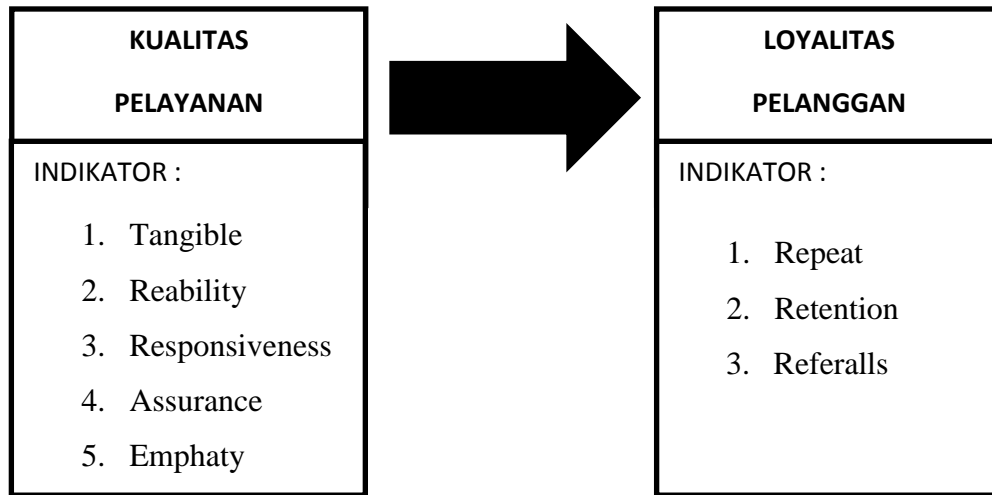 KUALITAS
PELAYANAN
INDIKATOR :
1. Tangible
2. Reability
3. Responsiveness
4. Assurance
5. Emphaty
LOYALITAS
PELANGGAN
INDIKATOR :
1. Repeat
2. Retention
3. Referalls